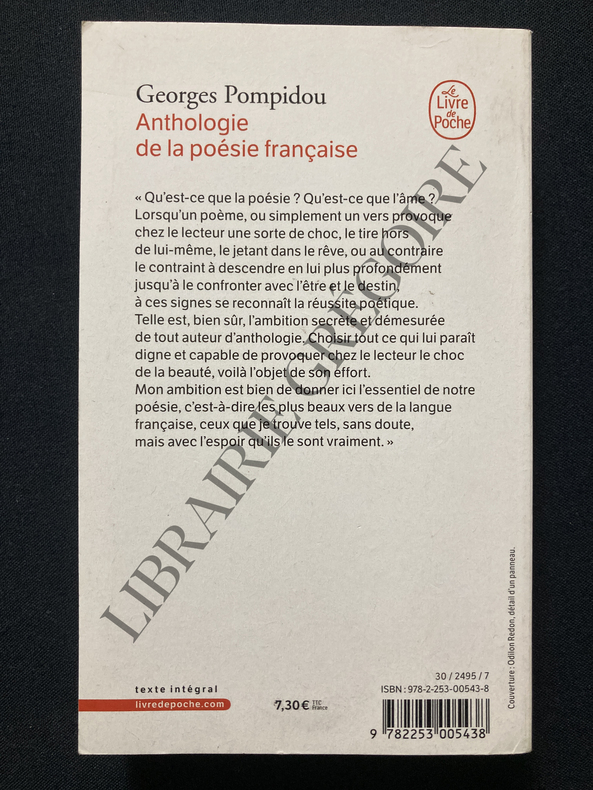 Georges Pompidou
Anthologie
de la poésie française
Le
Livre
de
Poche
« Qu'est-ce que la poésie ? Qu'est-ce que l'âme ?
Lorsqu'un poème, ou simplement un vers provoque
chez le lecteur une sorte de choc, le tire hors
de lui-même, le jetant dans le rêve, ou au contraire
le contraint à descendre en lui plus profondément
jusqu'à le confronter avec l'être et le destin,
à ces signes se reconnaît la réussite poétique.
Telle est, bien sûr, l'ambition secrète et démesurée
de tout auteur d'anthologie. Choisir tout ce qui lui paraît
digne et capable de provoquer chez le lecteur le choc
de la beauté, voilà l'objet de son effort.
Mon ambition est bien de donner ici l'essentiel de notre
poésie, c'est-à-dire les plus beaux vers de la langue
française, ceux que je trouve tels, sans doute,
mais avec l'espoir qu'ils le sont vraiment. »
LIBRAIRIE GRÉGOIRE
Couverture : Odilon Redon, détail d'un panneau.
texte intégral
livredepoche.com
7,30 € TTC
France
30 / 2495 / 7
ISBN : 978-2-253-00543-8
9 782253 005438